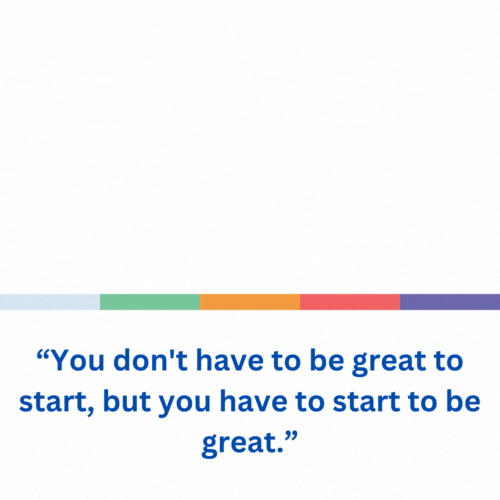 “You don't have to be great to
start, but you have to start to be
great.”